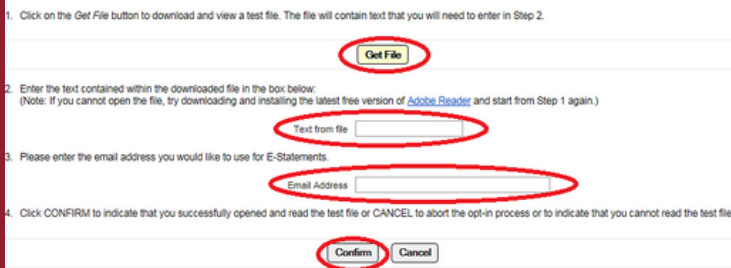 1. Click on the Get File button to download and view a test file. The file will contain text that you will need to enter in Step 2.
Get File
2. Enter the text contained within the downloaded file in the box below:
(Note: If you cannot open the file, try downloading and installing the latest free version of Adobe Reader and start from Step 1 again.)
Text from file
3. Please enter the email address you would like to use for E-Statements.
Email Address
4. Click CONFIRM to indicate that you successfully opened and read the test file or CANCEL to abort the opt-in process or to indicate that you cannot read the test file
Confirm Cancel